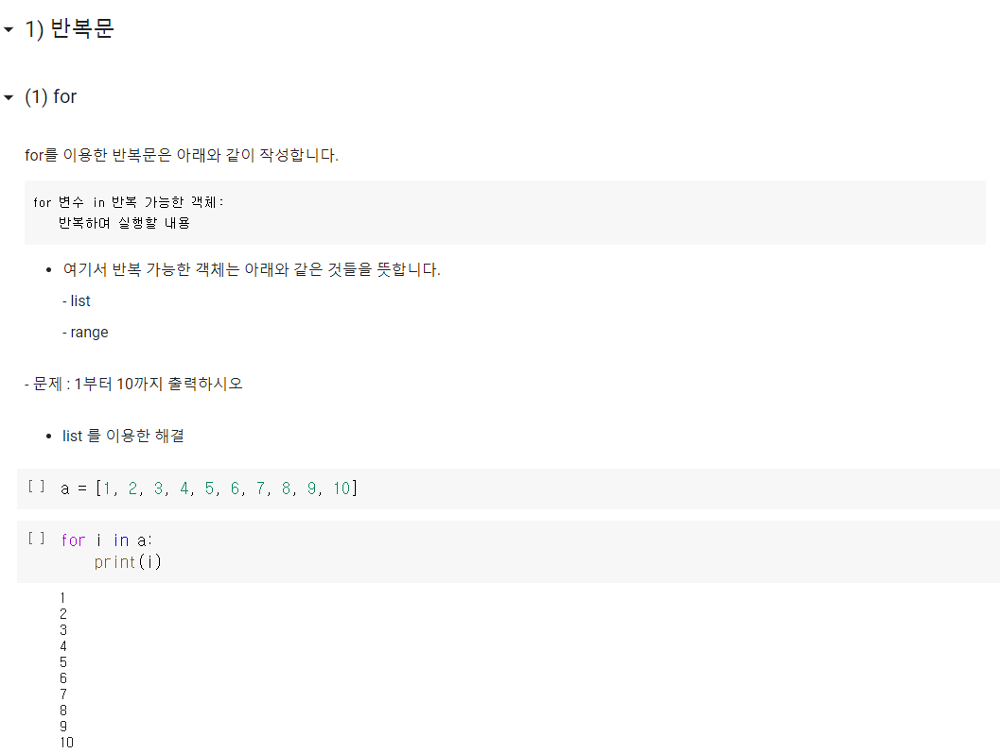 1) 반복문
(1) for
for를 이용한 반복문은 아래와 같이 작성합니다.
for 변수 in 반복 가능한 객체:
    반복하여 실행할 내용
• 여기서 반복 가능한 객체는 아래와 같은 것들을 뜻합니다.
- list
- range
- 문제 : 1부터 10까지 출력하시오
• list 를 이용한 해결
[ ] a = [1, 2, 3, 4, 5, 6, 7, 8, 9, 10]
[ ] for i in a:
    print(i)
1
2
3
4
5
6
7
8
9
10